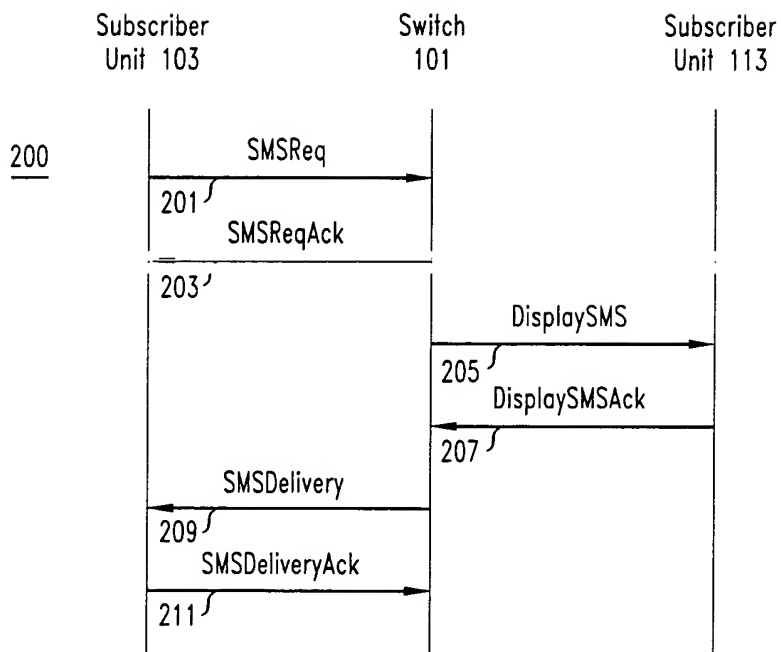 Subscriber Unit 103
Switch 101
Subscriber Unit 113
200
SMSReq
201
SMSReqAck
203
DisplaySMS
205
DisplaySMSAck
207
SMSDelivery
209
SMSDeliveryAck
211